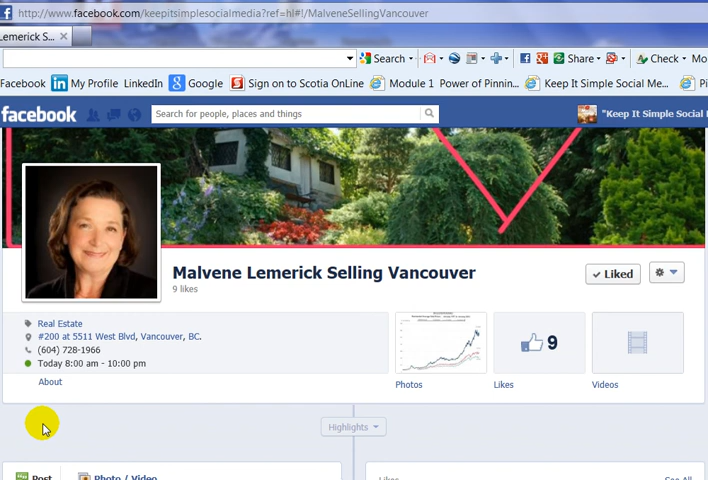 http://www.facebook.com/keepitsimplesocialmedia?ref=hl#!/MalveneSellingVancouver
Lemerick S...
Search
Share
Check
Mo
Facebook My Profile LinkedIn Google Sign on to Scotia OnLine Module 1 Power of Pinnin... Keep It Simple Social Me... Pi
facebook
Search for people, places and things
"Keep It Simple Social
Malvene Lemerick Selling Vancouver
9 likes
Liked
Real Estate
#200 at 5511 West Blvd, Vancouver, BC.
(604) 728-1966
Today 8:00 am - 10:00 pm
About
9
Photos
Likes
Videos
Highlights
Post
Photo / Video
Likes
See All